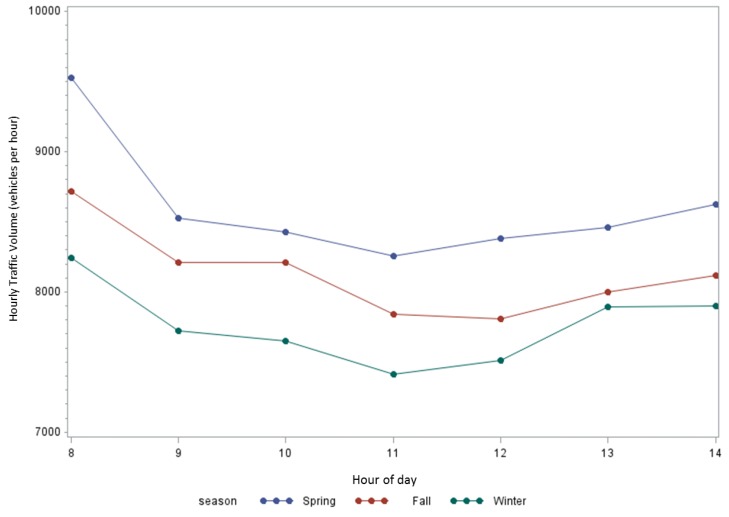 10000
9000
8000
7000
Hourly Traffic Volume (vehicles per hour)
8 9 10 11 12 13 14
Hour of day
season Spring Fall Winter